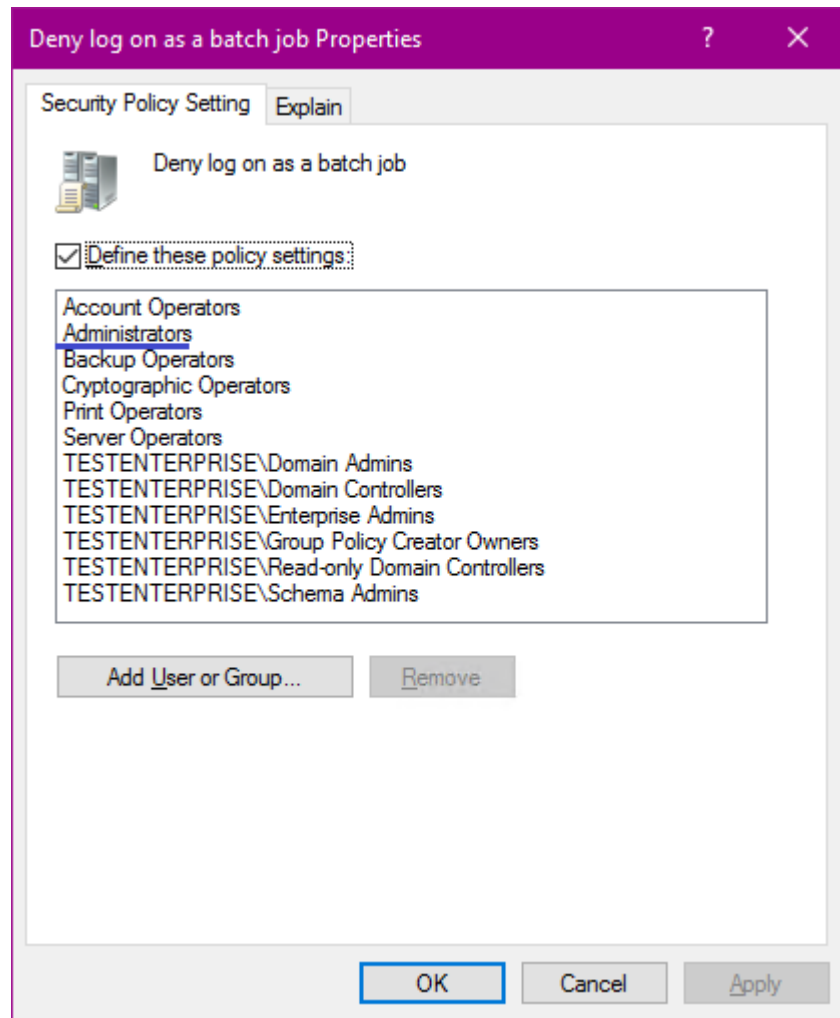 Deny log on as a batch job Properties
? ×
Security Policy Setting Explain
Deny log on as a batch job
Define these policy settings:
Account Operators
Administrators
Backup Operators
Cryptographic Operators
Print Operators
Server Operators
TESTENTERPRISE\Domain Admins
TESTENTERPRISE\Domain Controllers
TESTENTERPRISE\Enterprise Admins
TESTENTERPRISE\Group Policy Creator Owners
TESTENTERPRISE\Read-only Domain Controllers
TESTENTERPRISE\Schema Admins
Add User or Group... Remove
OK Cancel Apply